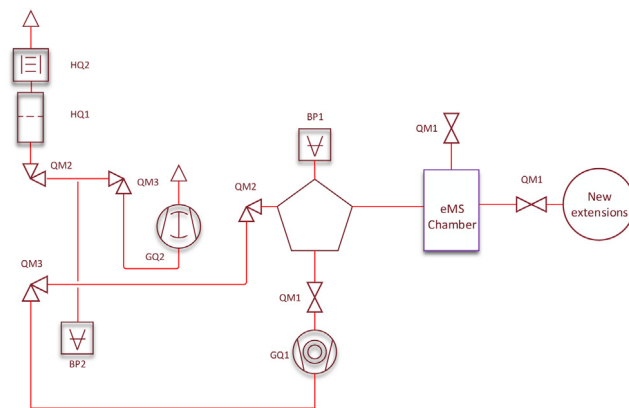 HQ2
HQ1
QM2
QM3
GQ2
QM2
BP1
QM1
eMS
Chamber
QM1
New
extensions
QM3
BP2
QM1
GQ1